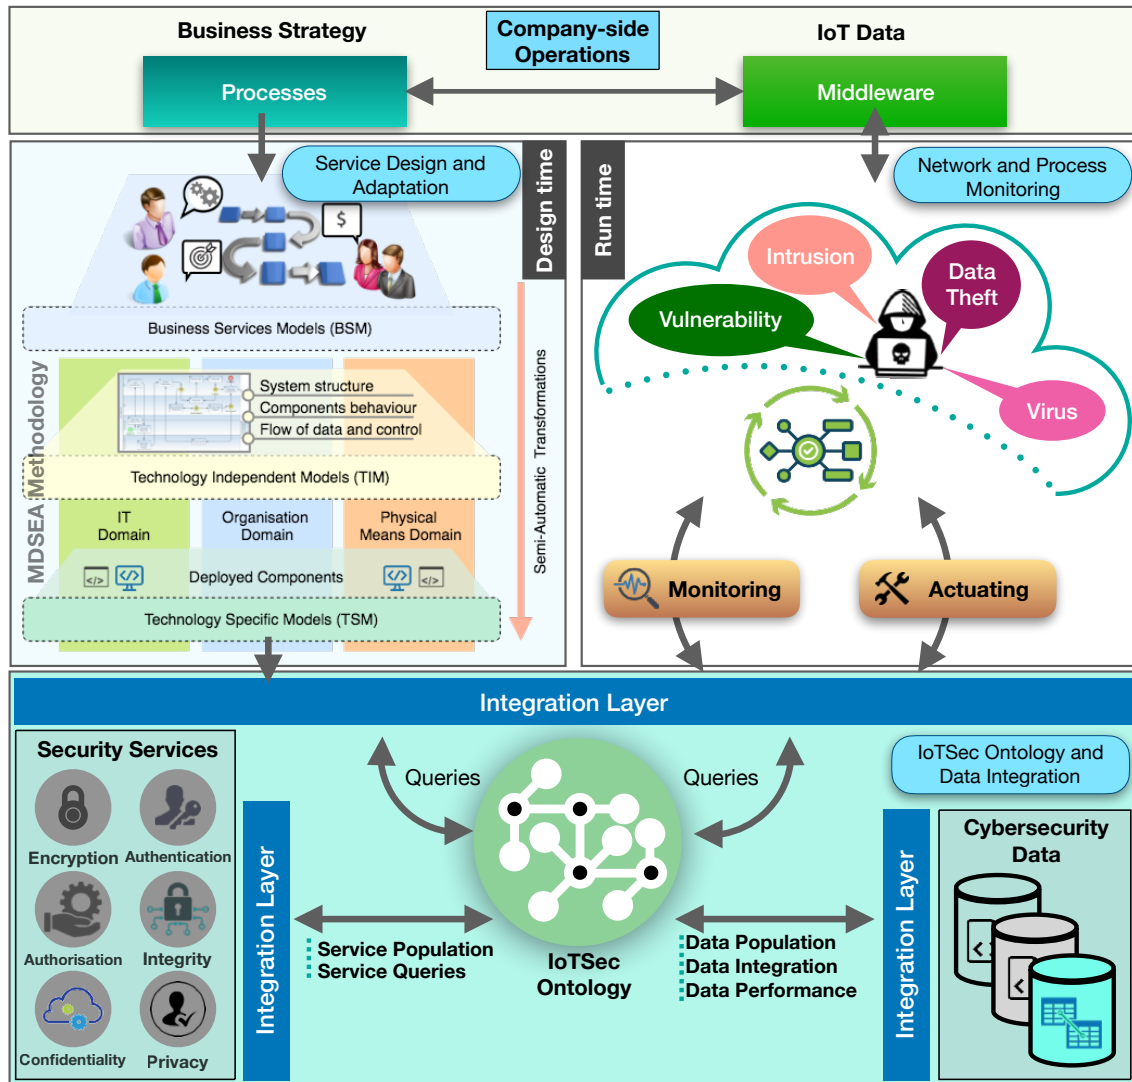 Business Strategy
Company-side
Operations
IoT Data
Processes
Middleware
Service Design and
Adaptation
Design time
$
Business Services Models (BSM)
MDSEA Methodology
System structure
Components behaviour
Flow of data and control
Technology Independent Models (TIM)
IT
Domain
Organisation
Domain
Physical
Means Domain
</>
</>
Deployed Components
</>
</>
Technology Specific Models (TSM)
Semi-Automatic Transformations
Run time
Network and Process
Monitoring
Intrusion
Data
Theft
Vulnerability
Virus
Monitoring
Actuating
Integration Layer
Security Services
Encryption
Authentication
Authorisation
Integrity
Confidentiality
Privacy
Integration Layer
Queries
Queries
Service Population
Service Queries
IoTSec
Ontology
Data Population
Data Integration
Data Performance
IoTSec Ontology and
Data Integration
Integration Layer
Cybersecurity
Data